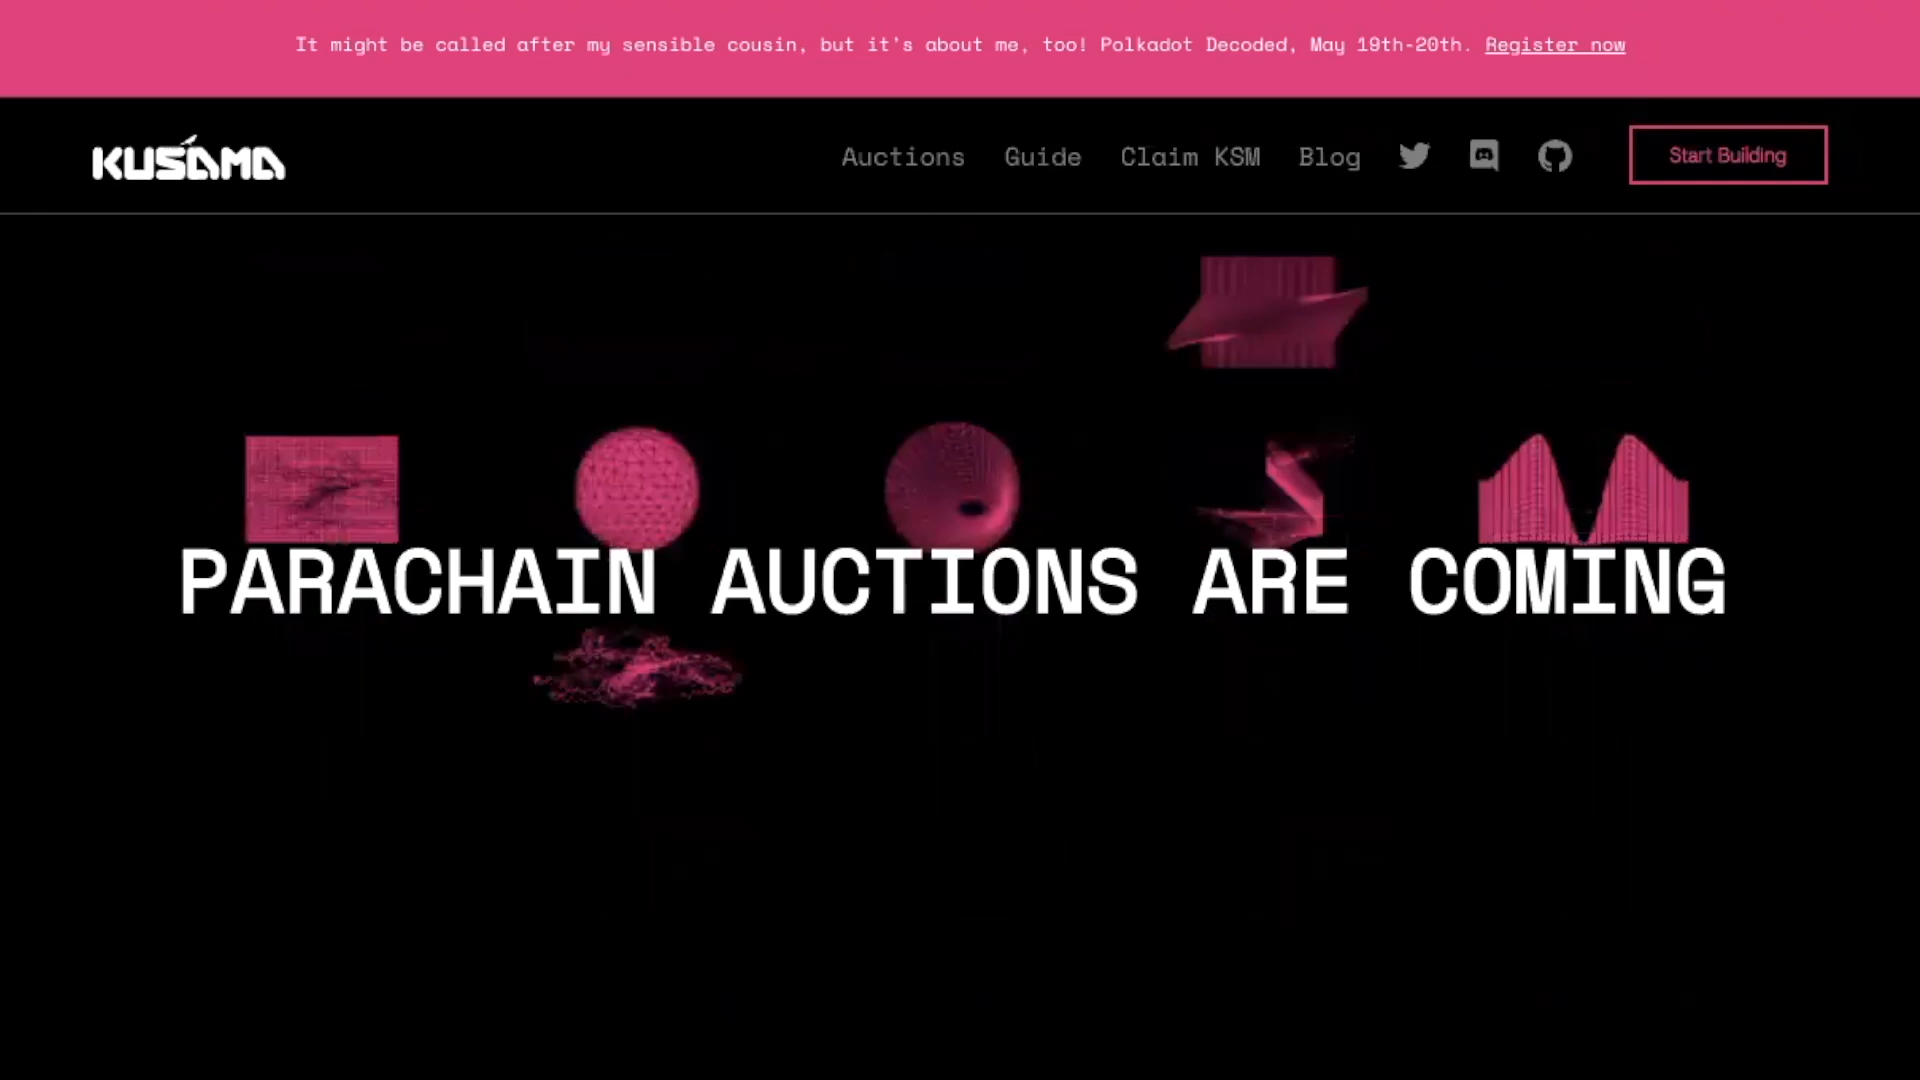 It might be called after my sensible cousin, but it's about me, too! Polkadot Decoded, May 19th-20th. Register now
KUSAMA
Auctions Guide Claim KSM Blog Start Building
PARACHAIN AUCTIONS ARE COMING